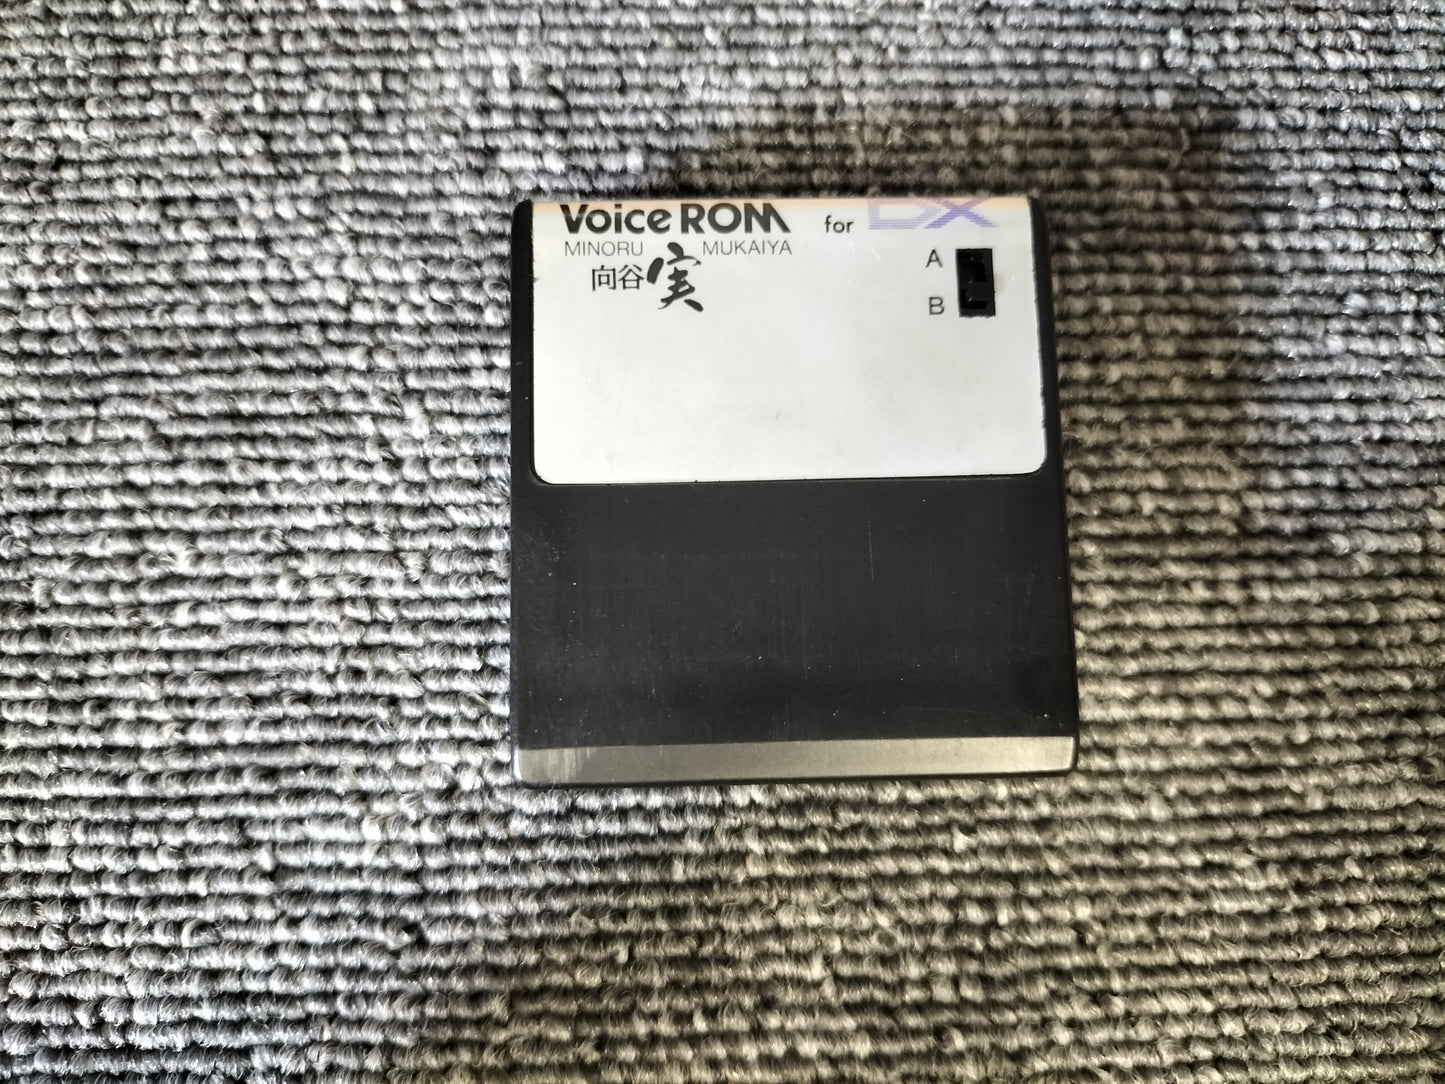 Voice ROM for DX
MINORU MUKAIYA
向谷実
A
B